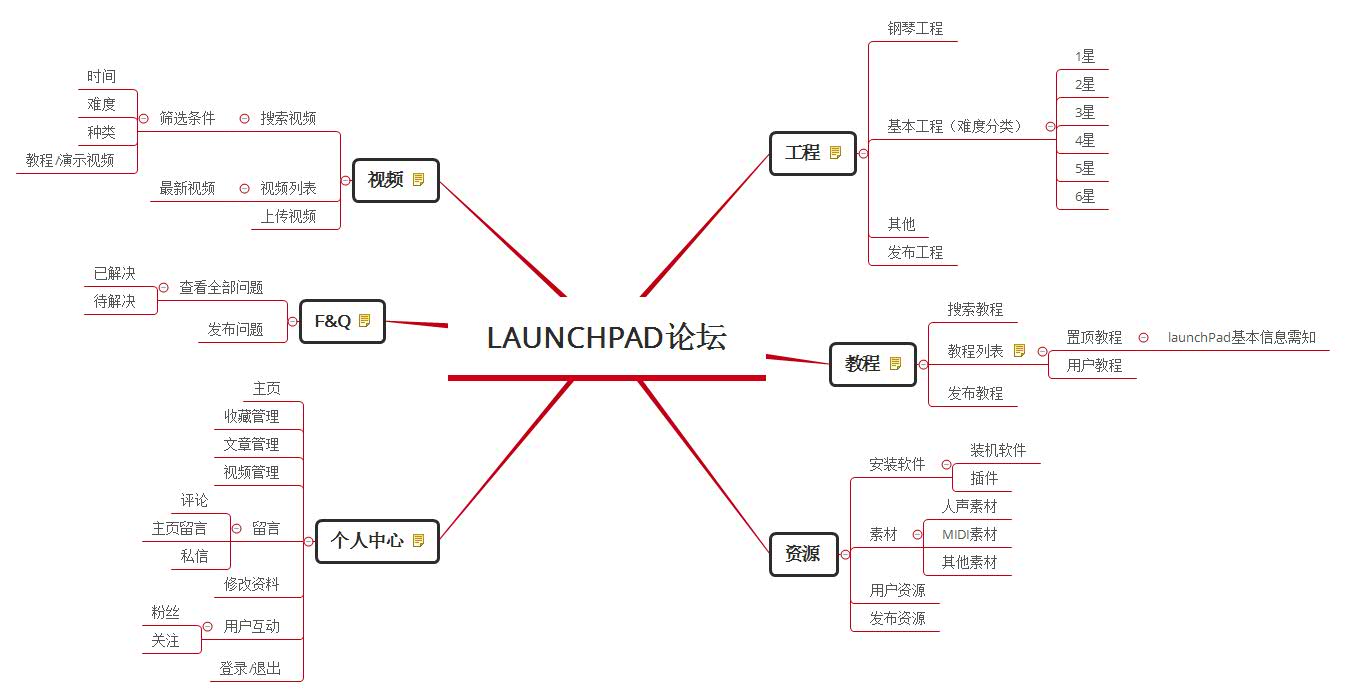 LAUNCHPAD论坛
工程
钢琴工程
基本工程（难度分类）
1星
2星
3星
4星
5星
6星
其他
发布工程
教程
搜索教程
教程列表
置顶教程
launchPad基本信息需知
用户教程
发布教程
资源
安装软件
装机软件
插件
素材
人声素材
MIDI素材
其他素材
用户资源
发布资源
视频
搜索视频
筛选条件
时间
难度
种类
教程/演示视频
视频列表
最新视频
上传视频
F&Q
查看全部问题
已解决
待解决
发布问题
个人中心
主页
收藏管理
文章管理
视频管理
留言
评论
主页留言
私信
修改资料
用户互动
粉丝
关注
登录/退出